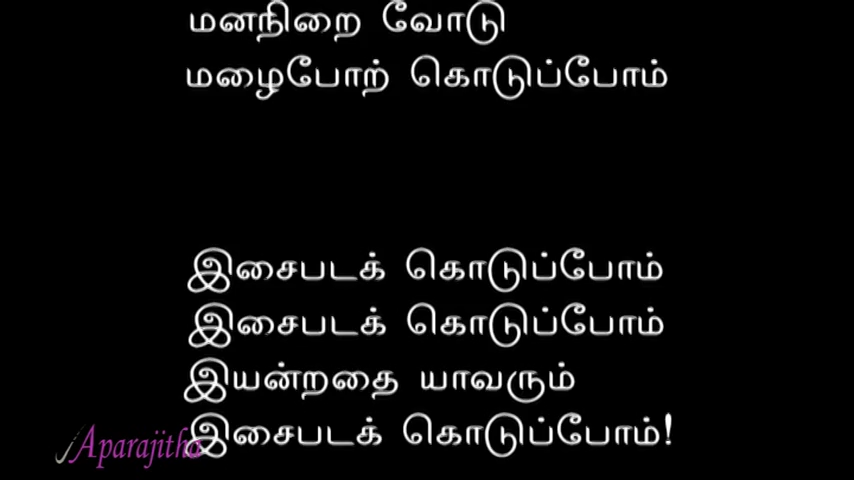 மனநிறை வோடு
மழைபோற் கொடுப்போம்
இசைபடக் கொடுப்போம்
இசைபடக் கொடுப்போம்
இயன்றதை யாவரும்
இசைபடக் கொடுப்போம்!
Aparajitha